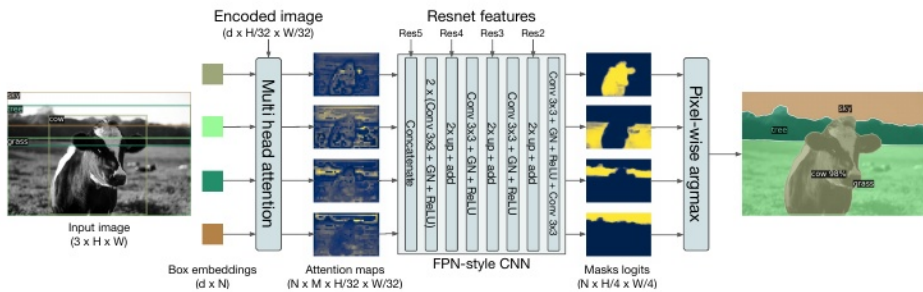 Encoded image
(d x H/32 x W/32)
Resnet features
Res5
Res4
Res3
Res2
sky
tree
cow
grass
Input image
(3 x H x W)
Box embeddings
(d x N)
Multi head attention
Attention maps
(N x M x H/32 x W/32)
Concatenate
2 x (Conv 3x3 + GN + ReLU)
2x up + add
Conv 3x3 + GN + ReLU
2x up + add
Conv 3x3 + GN + ReLU
2x up + add
Conv 3x3 + GN + ReLU + Conv 3x3
FPN-style CNN
Masks logits
(N x H/4 x W/4)
Pixel-wise argmax
sky
tree
cow 98%
grass